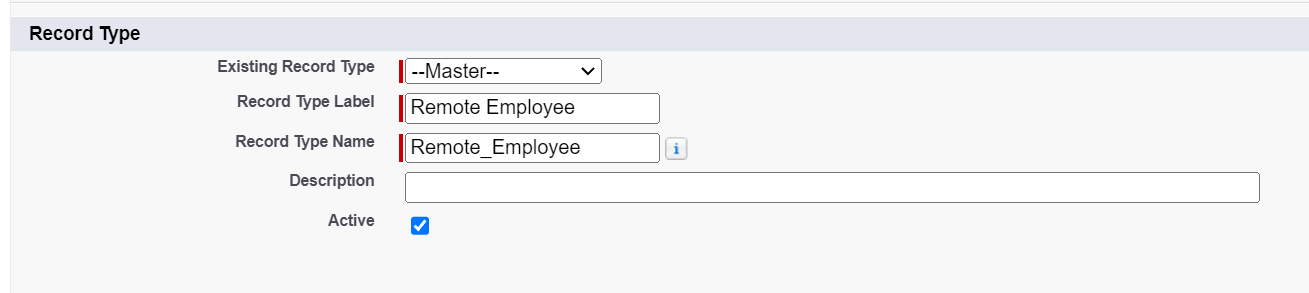 Record Type
Existing Record Type --Master--
Record Type Label Remote Employee
Record Type Name Remote_Employee i
Description
Active